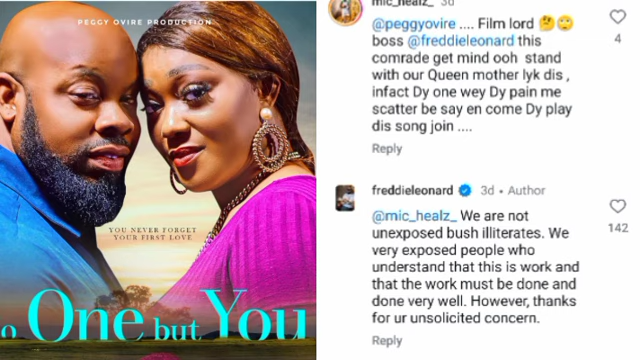 PEGGY OVIRE PRODUCTION
YOU NEVER FORGET
YOUR FIRST LOVE
o One but You
mic_healz_ 3d
@peggyovire .... Film lord 🤔🙄
boss @freddieleonard this
comrade get mind ooh stand
with our Queen mother lyk dis ,
infact Dy one wey Dy pain me
scatter be say en come Dy play
dis song join ....
4
Reply
freddieleonard 3d • Author
@mic_healz_ We are not
unexposed bush illiterates. We
very exposed people who
understand that this is work and
that the work must be done and
done very well. However, thanks
for ur unsolicited concern.
142
Reply